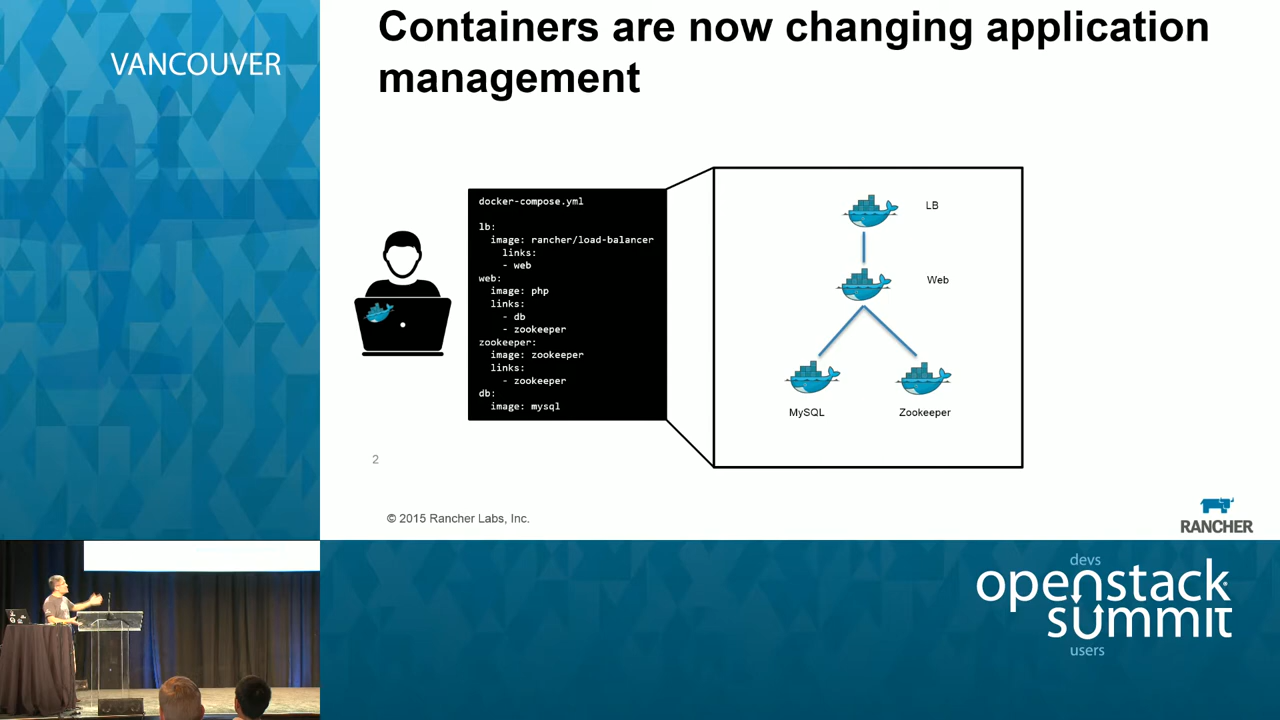 VANCOUVER
Containers are now changing application
management
docker-compose.yml
lb:
image: rancher/load-balancer
links:
- web
web:
image: php
links:
- db
- zookeeper
zookeeper:
image: zookeeper
links:
- zookeeper
db:
image: mysql
LB
Web
MySQL
Zookeeper
2
© 2015 Rancher Labs, Inc.
RANCHER
devs
openstack
summit
users